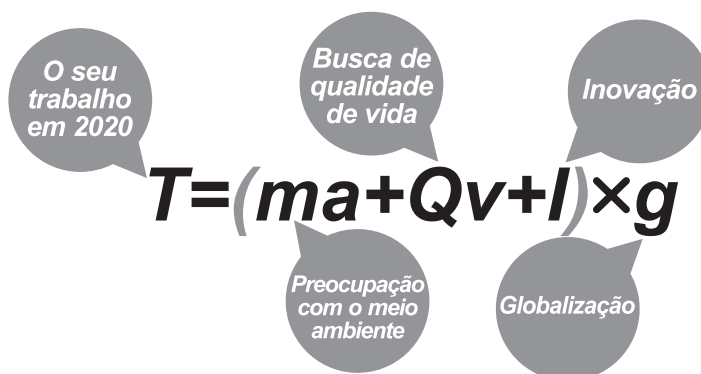 O seu
trabalho
em 2020
Busca de
qualidade
de vida
Inovação
T=(ma+Qv+I)×g
Preocupação
com o meio
ambiente
Globalização